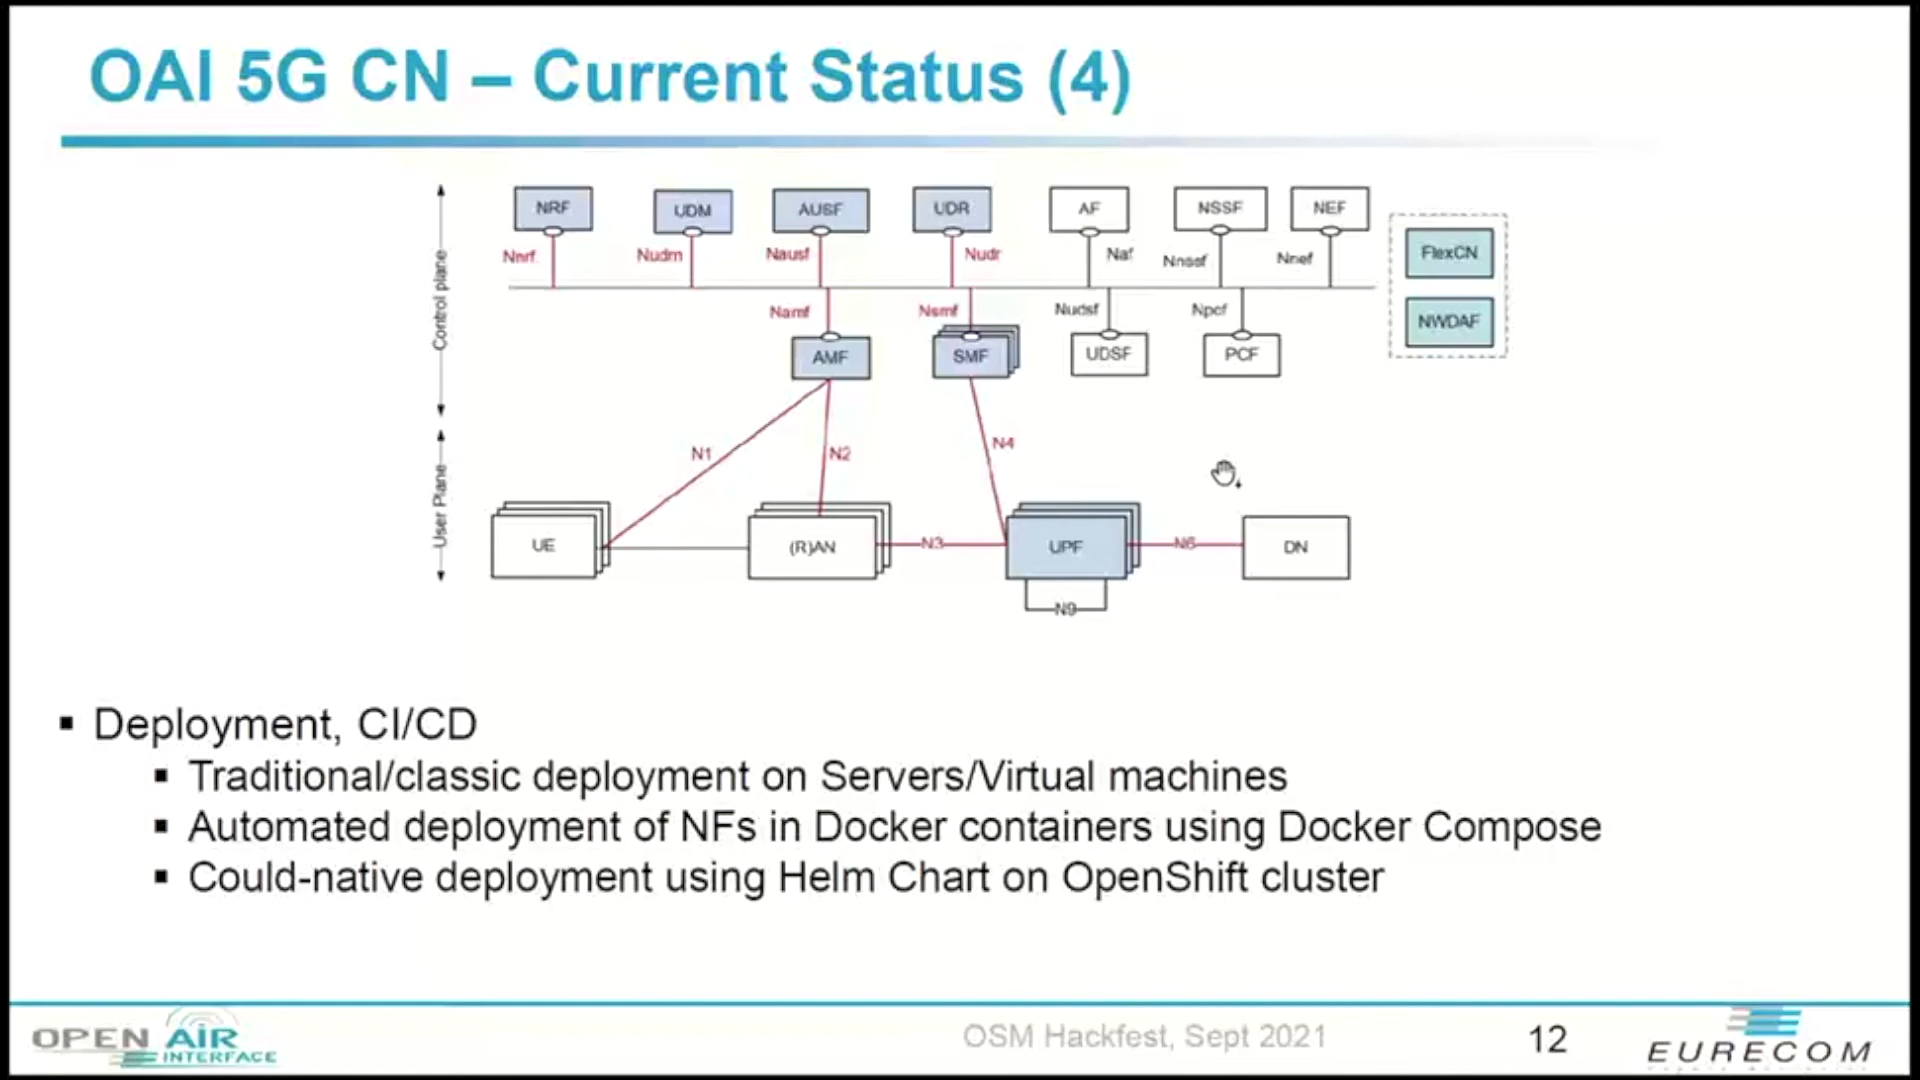 OAI 5G CN – Current Status (4)
NRF UDM AUSF UDR AF NSSF NEF
Nnrf Nudm Nausf Nudr Naf Nnssf Nnef
FlexCN
NWDAF
Control plane
Namf Nsmf Nudsf Npcf
AMF SMF UDSF PCF
N1 N2 N4
User Plane
UE (R)AN N3 UPF N6 DN
N9
▪ Deployment, CI/CD
▪ Traditional/classic deployment on Servers/Virtual machines
▪ Automated deployment of NFs in Docker containers using Docker Compose
▪ Could-native deployment using Helm Chart on OpenShift cluster
OPEN AIR INTERFACE
OSM Hackfest, Sept 2021
12
EURECOM